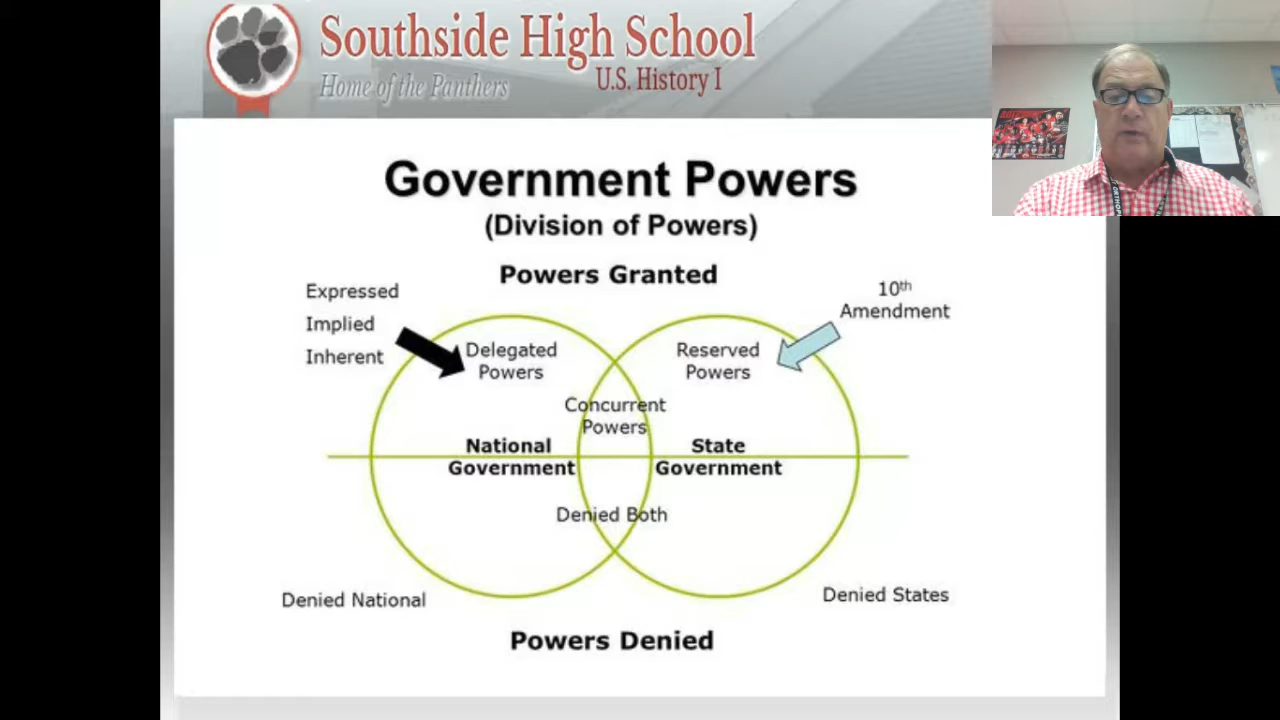 Southside High School
Home of the Panthers
U.S. History I
Government Powers
(Division of Powers)
Powers Granted
Expressed
Implied
Inherent
10th
Amendment
Delegated
Powers
Reserved
Powers
Concurrent
Powers
National
Government
State
Government
Denied Both
Denied National
Denied States
Powers Denied